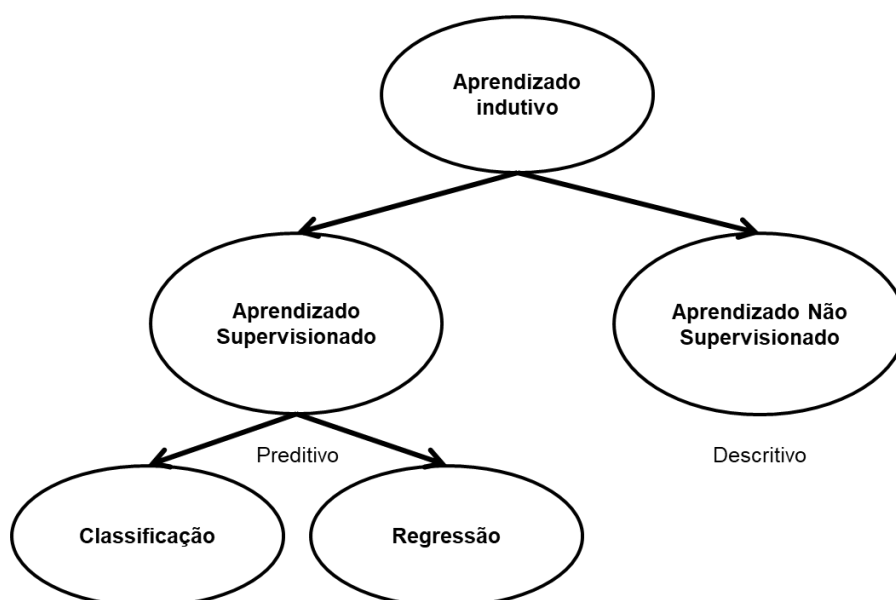 Aprendizado
indutivo
Aprendizado
Supervisionado
Aprendizado Não
Supervisionado
Preditivo
Descritivo
Classificação
Regressão